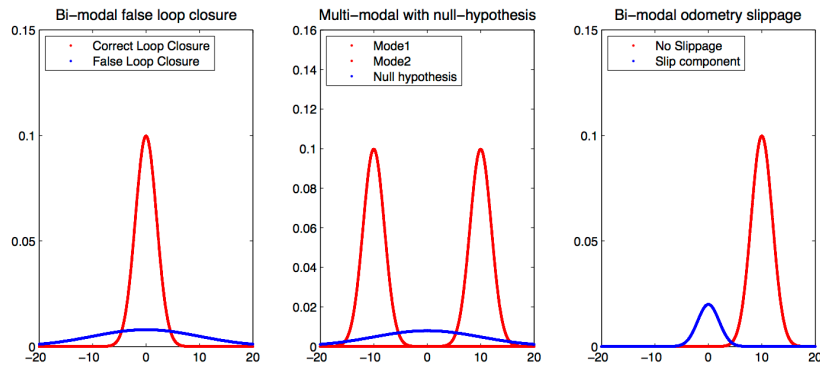 Bi-modal false loop closure
Correct Loop Closure
False Loop Closure
0.15
0.1
0.05
0
-20 -10 0 10 20
Multi-modal with null-hypothesis
Mode1
Mode2
Null hypothesis
0.16
0.14
0.12
0.1
0.08
0.06
0.04
0.02
0
-20 -10 0 10 20
Bi-modal odometry slippage
No Slippage
Slip component
0.15
0.1
0.05
0
-20 -10 0 10 20